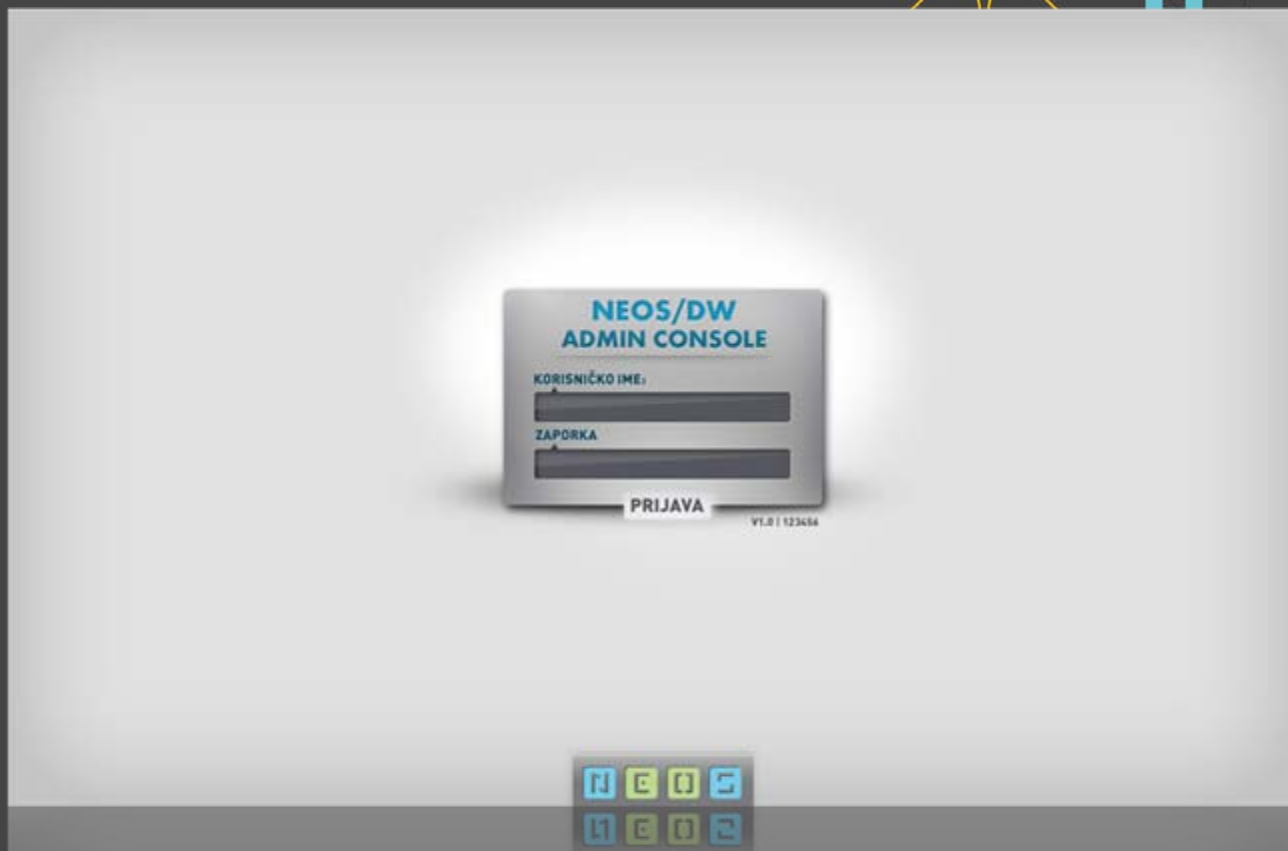 NEOS/DW
ADMIN CONSOLE
KORISNIČKO IME:
ZAPORKA
PRIJAVA
V1.0 | 123456
NEOS